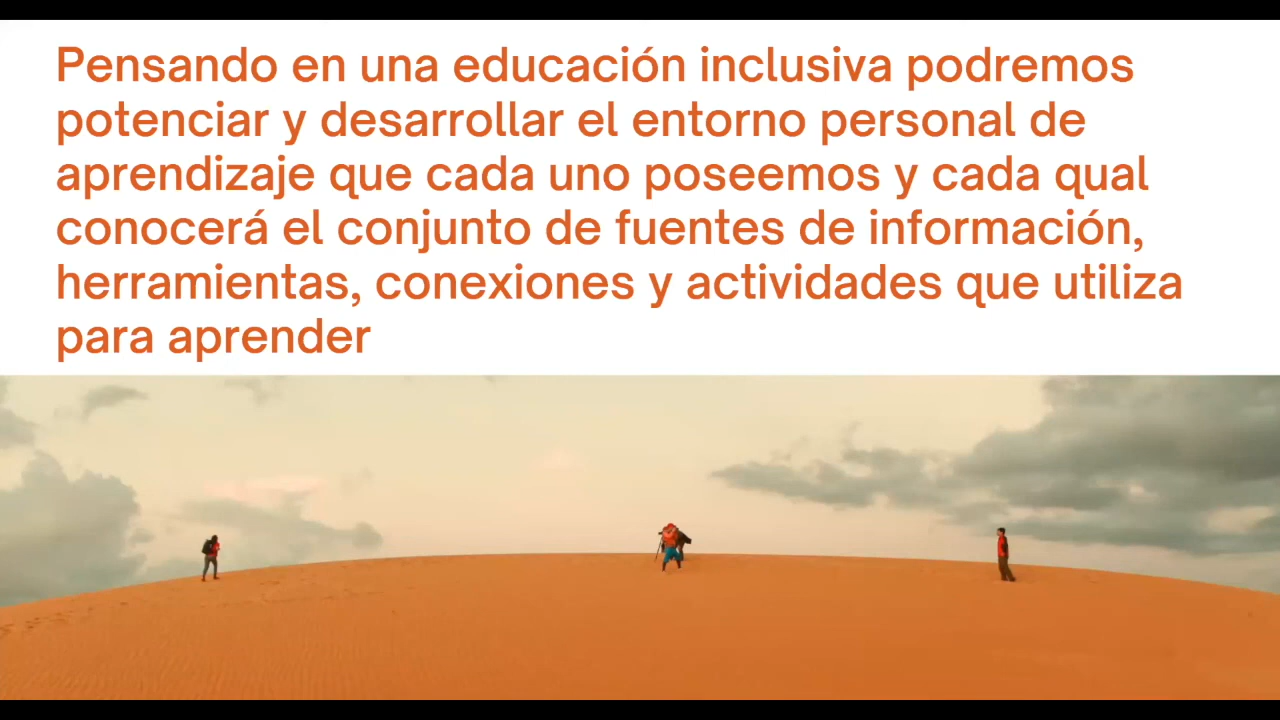 Pensando en una educación inclusiva podremos
potenciar y desarrollar el entorno personal de
aprendizaje que cada uno poseemos y cada qual
conocerá el conjunto de fuentes de información,
herramientas, conexiones y actividades que utiliza
para aprender